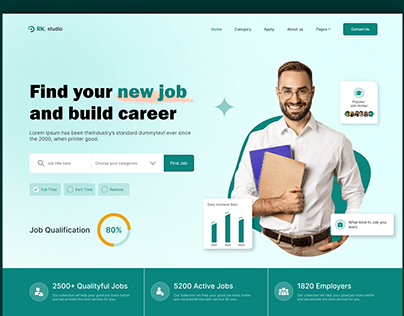 RK. studio
Home
Category
Apply
About us
Pages
Contact Us
Find your new job
and build career
Lorem Ipsum has been theindustry's standard dummytext ever since
the 2000, when printer good.
Job title here
Choose your categories
Find Job
Full Time
Part Time
Remote
Job Qualification
80%
Popular
Job Holder
Daily Increase Rate
What kind fo Job you
want
2500+ Qualityful Jobs
Our collection wil help your good job looks better
and we provide the best service for you.
5200 Active Jobs
Our collection wil help your good job looks better
and we provide the best service for you.
1820 Employers
Our collection wil help your good job looks better
and we provide the best service for you.